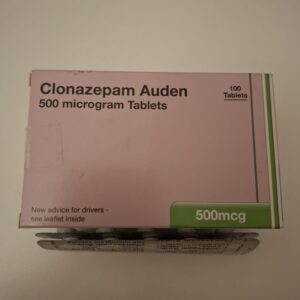 Clonazepam Auden
500 microgram Tablets
100
Tablets
New advice for drivers -
see leaflet inside
500mcg